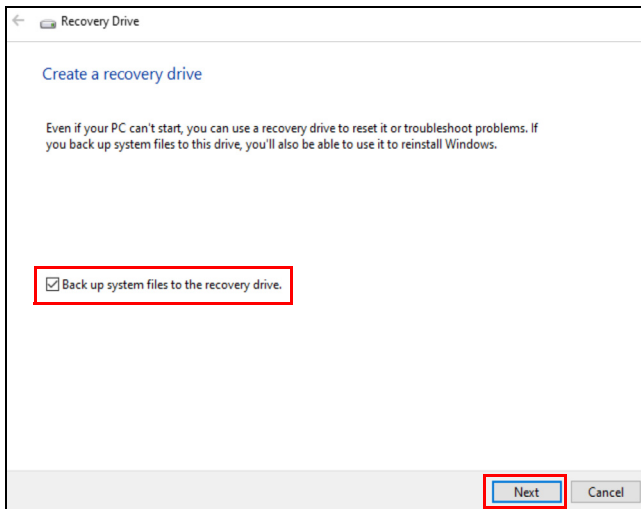 Recovery Drive
Create a recovery drive
Even if your PC can't start, you can use a recovery drive to reset it or troubleshoot problems. If
you back up system files to this drive, you'll also be able to use it to reinstall Windows.
Back up system files to the recovery drive.
Next Cancel